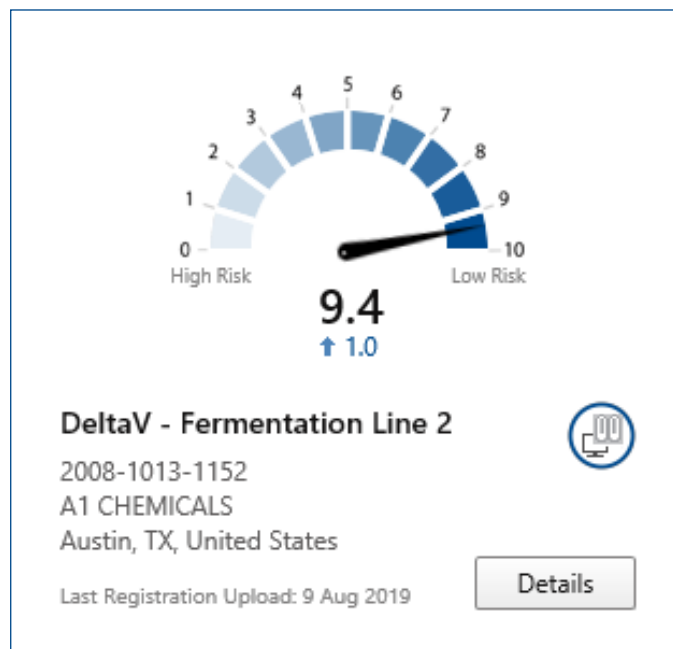 0
1
2
3
4
5
6
7
8
9
10
High Risk
Low Risk
9.4
↑ 1.0
DeltaV - Fermentation Line 2
2008-1013-1152
A1 CHEMICALS
Austin, TX, United States
Last Registration Upload: 9 Aug 2019
Details